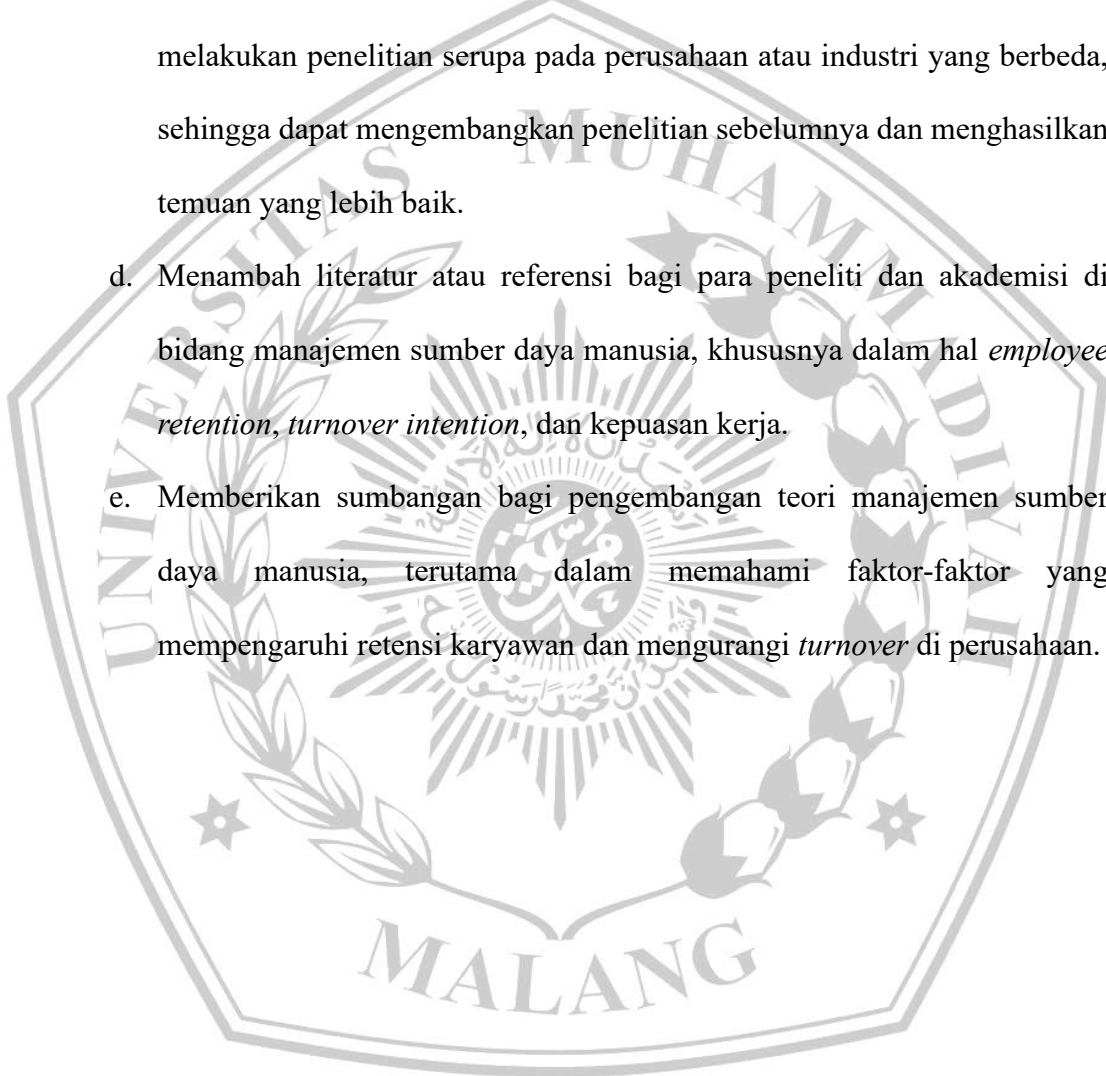 melakukan penelitian serupa pada perusahaan atau industri yang berbeda,
sehingga dapat mengembangkan penelitian sebelumnya dan menghasilkan
temuan yang lebih baik.
d. Menambah literatur atau referensi bagi para peneliti dan akademisi di
bidang manajemen sumber daya manusia, khususnya dalam hal employee
retention, turnover intention, dan kepuasan kerja.
e. Memberikan sumbangan bagi pengembangan teori manajemen sumber
daya manusia, terutama dalam memahami faktor-faktor yang
mempengaruhi retensi karyawan dan mengurangi turnover di perusahaan.
UNIVERSITAS MUHAMMADIYAH
MALANG